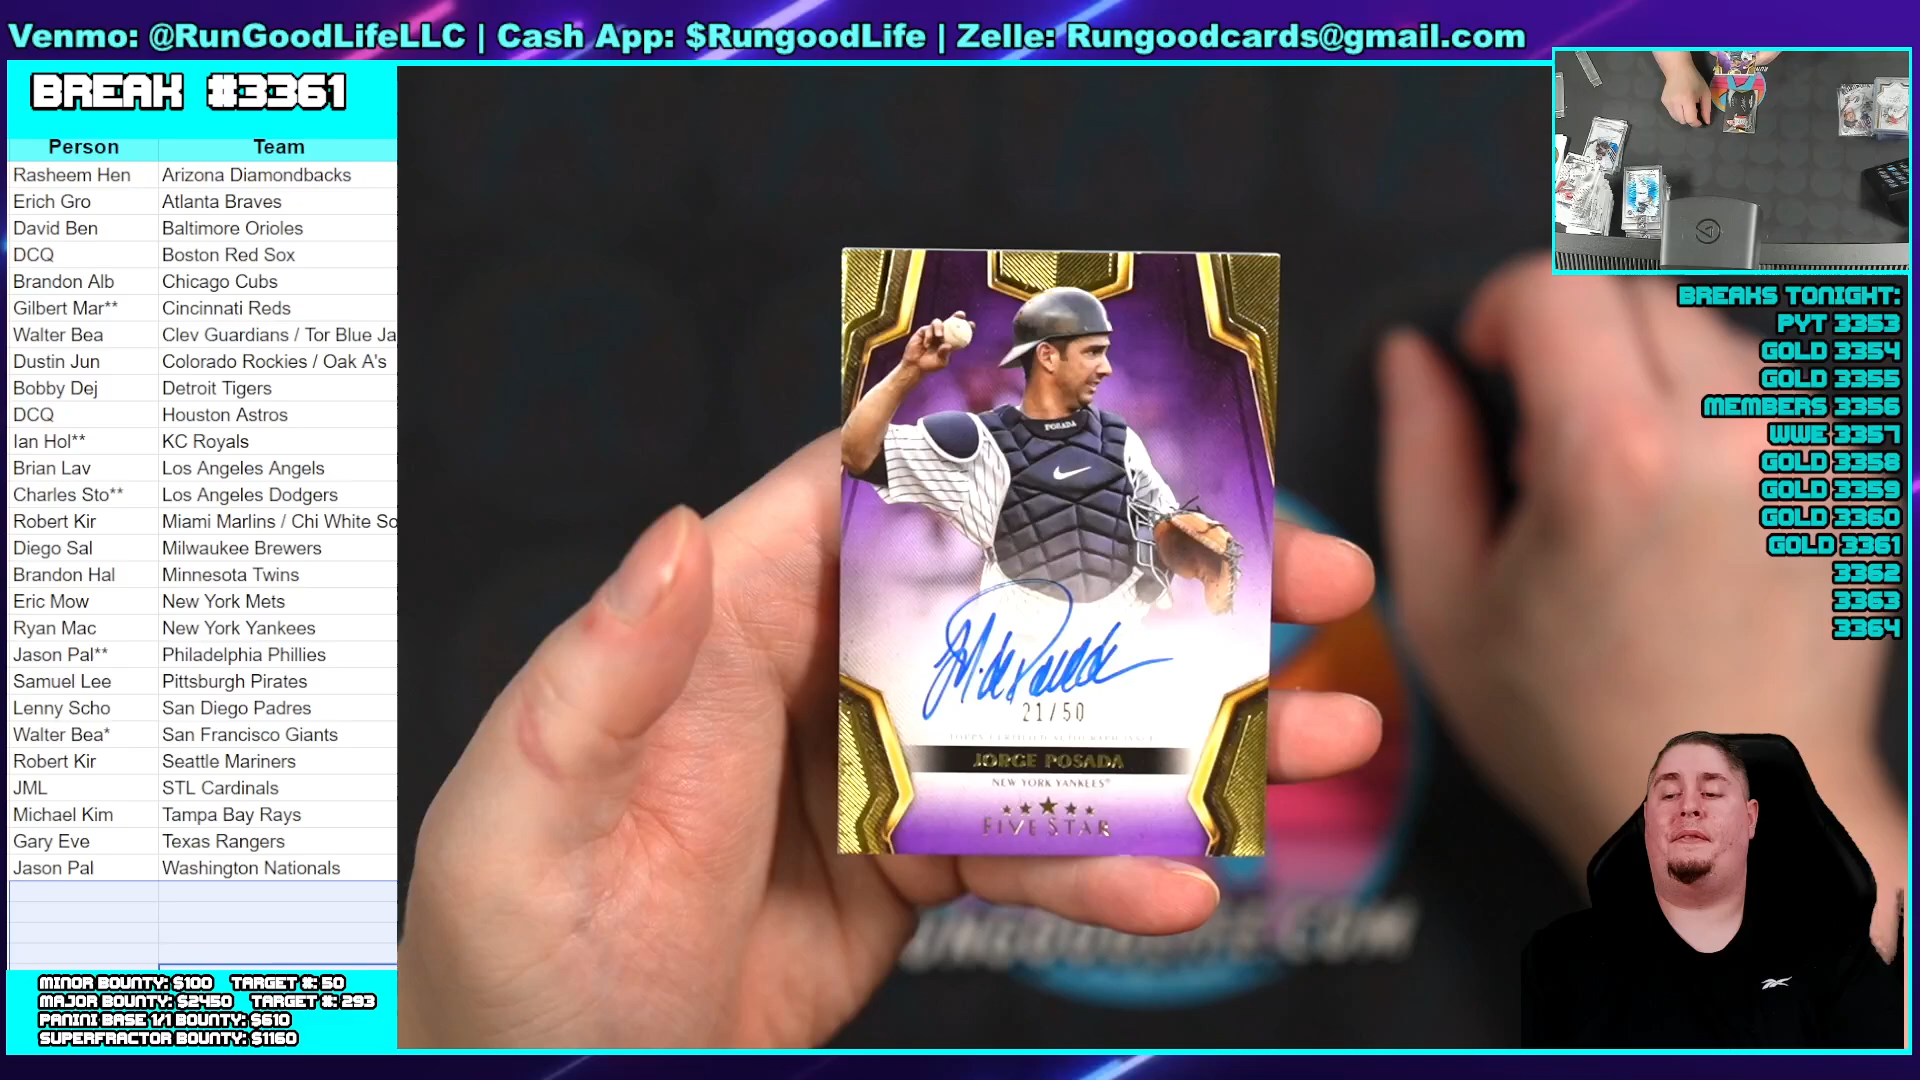 Venmo: @RunGoodLifeLLC | Cash App: $RungoodLife | Zelle: Rungoodcards@gmail.com
BREAK #3361
Person Team
Rasheem Hen Arizona Diamondbacks
Erich Gro Atlanta Braves
David Ben Baltimore Orioles
DCQ Boston Red Sox
Brandon Alb Chicago Cubs
Gilbert Mar** Cincinnati Reds
Walter Bea Clev Guardians / Tor Blue Ja
Dustin Jun Colorado Rockies / Oak A's
Bobby Dej Detroit Tigers
DCQ Houston Astros
Ian Hol** KC Royals
Brian Lav Los Angeles Angels
Charles Sto** Los Angeles Dodgers
Robert Kir Miami Marlins / Chi White So
Diego Sal Milwaukee Brewers
Brandon Hal Minnesota Twins
Eric Mow New York Mets
Ryan Mac New York Yankees
Jason Pal** Philadelphia Phillies
Samuel Lee Pittsburgh Pirates
Lenny Scho San Diego Padres
Walter Bea* San Francisco Giants
Robert Kir Seattle Mariners
JML STL Cardinals
Michael Kim Tampa Bay Rays
Gary Eve Texas Rangers
Jason Pal Washington Nationals
MINOR BOUNTY: $100 TARGET #: 50
MAJOR BOUNTY: $2450 TARGET #: 293
PANINI BASE 1/1 BOUNTY: $610
SUPERFRACTOR BOUNTY: $1160
POSADA
21/50
TOPPS CERTIFIED AUTOGRAPH ISSUE
JORGE POSADA
NEW YORK YANKEES
FIVE STAR
RUNGOODLIFE.COM
BREAKS TONIGHT:
PYT 3353
GOLD 3354
GOLD 3355
MEMBERS 3356
WWE 3357
GOLD 3358
GOLD 3359
GOLD 3360
GOLD 3361
3362
3363
3364